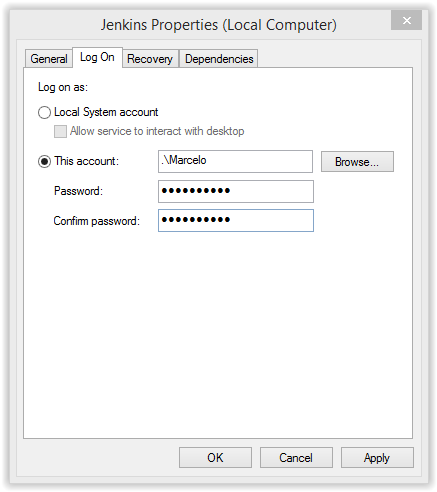 Jenkins Properties (Local Computer)
General Log On Recovery Dependencies
Log on as:
Local System account
Allow service to interact with desktop
This account: .\Marcelo Browse...
Password: ●●●●●●●●●●
Confirm password: ●●●●●●●●●●
OK Cancel Apply